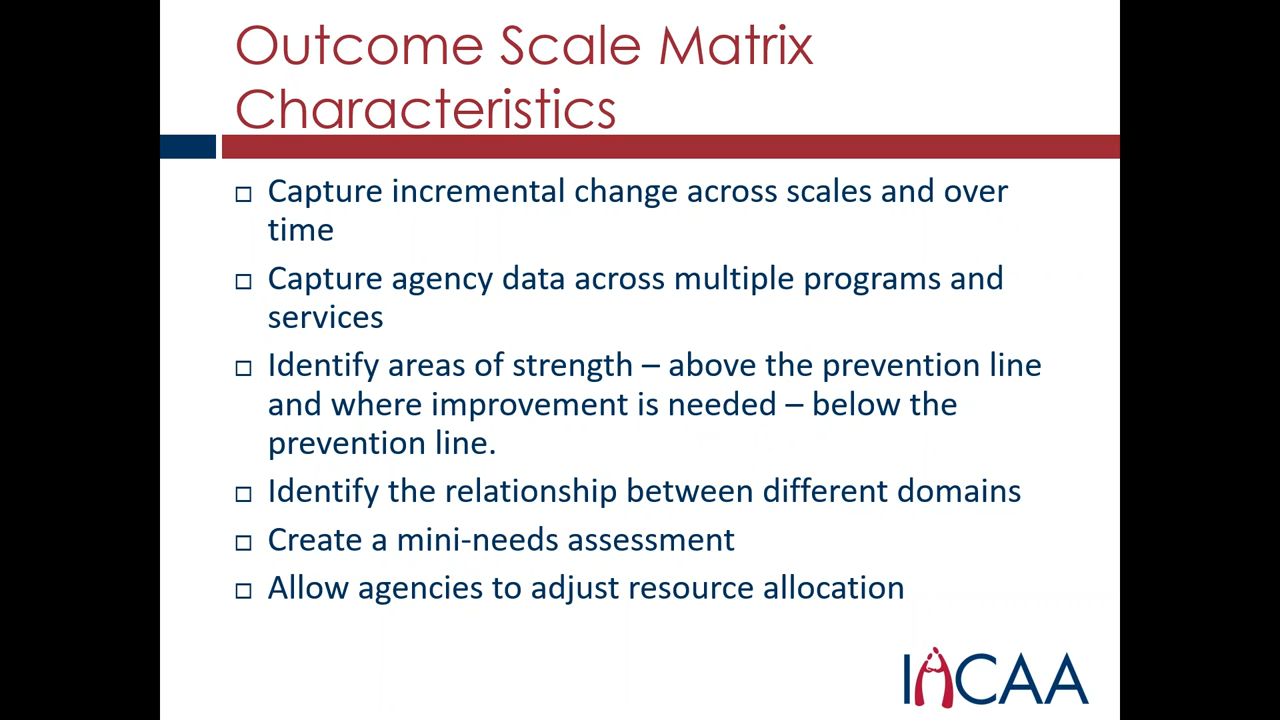 Outcome Scale Matrix
Characteristics
Capture incremental change across scales and over
time
Capture agency data across multiple programs and
services
Identify areas of strength – above the prevention line
and where improvement is needed – below the
prevention line.
Identify the relationship between different domains
Create a mini-needs assessment
Allow agencies to adjust resource allocation
IACAA